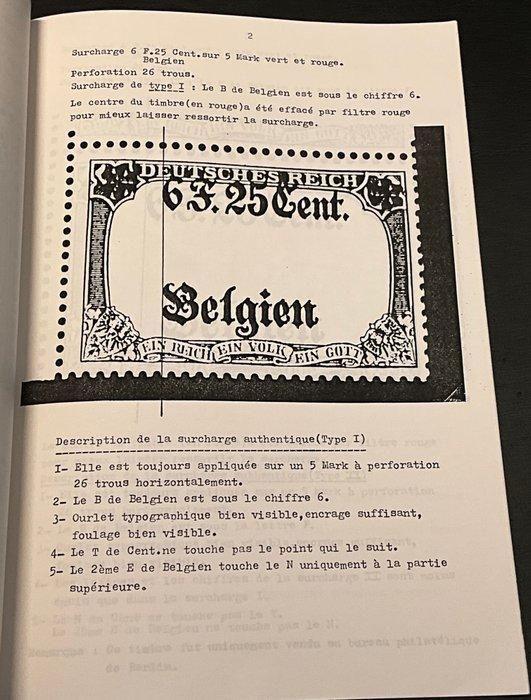 2
Surcharge 6 F.25 Cent.sur 5 Mark vert et rouge.
Belgien
Perforation 26 trous.
Surcharge de type I : Le B de Belgien est sous le chiffre 6.
Le centre du timbre(en rouge)a été effacé par filtre rouge
pour mieux laisser ressortir la surcharge.
DEUTSCHES REICH
6 F. 25 Cent.
Belgien
EIN REICH EIN VOLK EIN GOTT
Description de la surcharge authentique(Type I)
I- Elle est toujours appliquée sur un 5 Mark à perforation
26 trous horizontalement.
2- Le B de Belgien est sous le chiffre 6.
3- Ourlet typographique bien visible,encrage suffisant,
foulage bien visible.
4- Le T de Cent.ne touche pas le point qui le suit.
5- Le 2ème E de Belgien touche le N uniquement à la partie
supérieure.